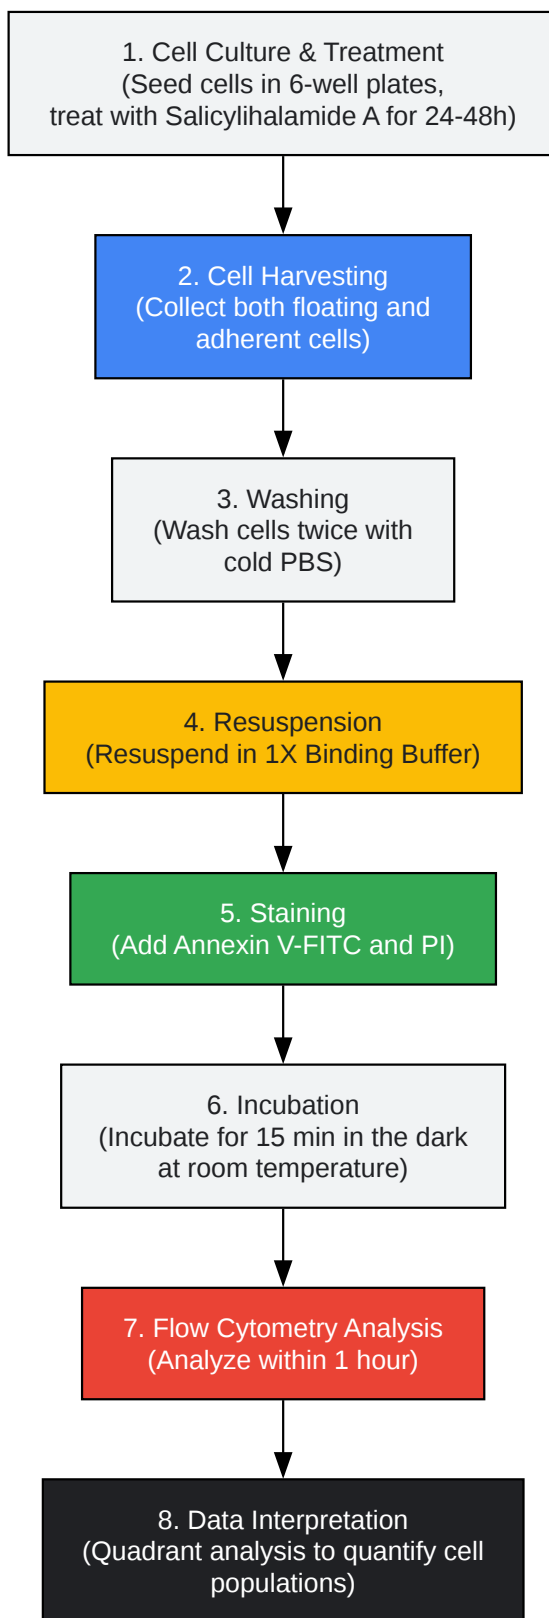 1. Cell Culture & Treatment
(Seed cells in 6-well plates,
treat with Salicylihalamide A for 24-48h)
2. Cell Harvesting
(Collect both floating and
adherent cells)
3. Washing
(Wash cells twice with
cold PBS)
4. Resuspension
(Resuspend in 1X Binding Buffer)
5. Staining
(Add Annexin V-FITC and PI)
6. Incubation
(Incubate for 15 min in the dark
at room temperature)
7. Flow Cytometry Analysis
(Analyze within 1 hour)
8. Data Interpretation
(Quadrant analysis to quantify cell
populations)